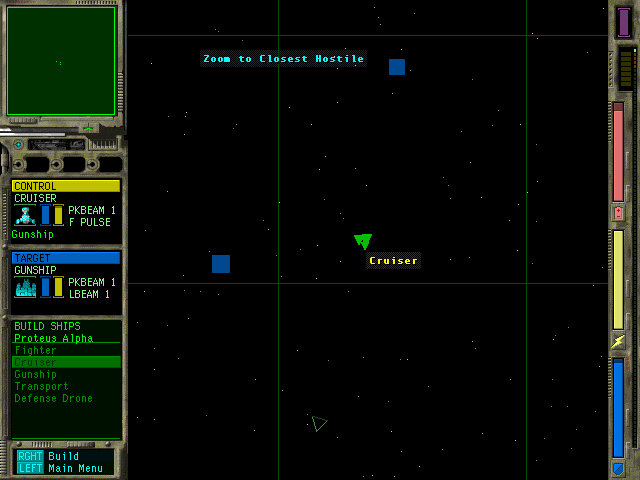 Zoom to Closest Hostile
CONTROL
CRUISER
PKBEAM 1
F PULSE
Gunship
TARGET
GUNSHIP
PKBEAM 1
LBEAM 1
BUILD SHIPS
Proteus Alpha
Fighter
Cruiser
Gunship
Transport
Defense Drone
RGHT Build
LEFT Main Menu
Cruiser